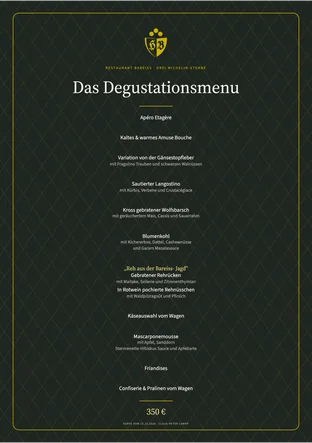 RESTAURANT BAREISS · DREI MICHELIN-STERNE
Das Degustationsmenu
Apéro Etagère
Kaltes & warmes Amuse Bouche
Variation von der Gänsestopfleber
mit Fragolino Trauben und schwarzen Walnüssen
Sautierter Langostino
mit Kürbis, Verbene und Crustacéglace
Kross gebratener Wolfsbarsch
mit geräuchertem Mais, Cassis und Sauerrahm
Blumenkohl
mit Kichererbse, Dattel, Cashewnüsse
und Garam Masalasauce
„Reh aus der Bareiss- Jagd"
Gebratener Rehrücken
mit Maitake, Sellerie und Zitronenthymian
In Rotwein pochierte Rehnüsschen
mit Waldpilzragoût und Pfirsich
Käseauswahl vom Wagen
Mascarponemousse
mit Apfel, Sanddorn
Hibiskus Sauce und
Friandises
Confiserie & Pralinen vom Wagen
350 €